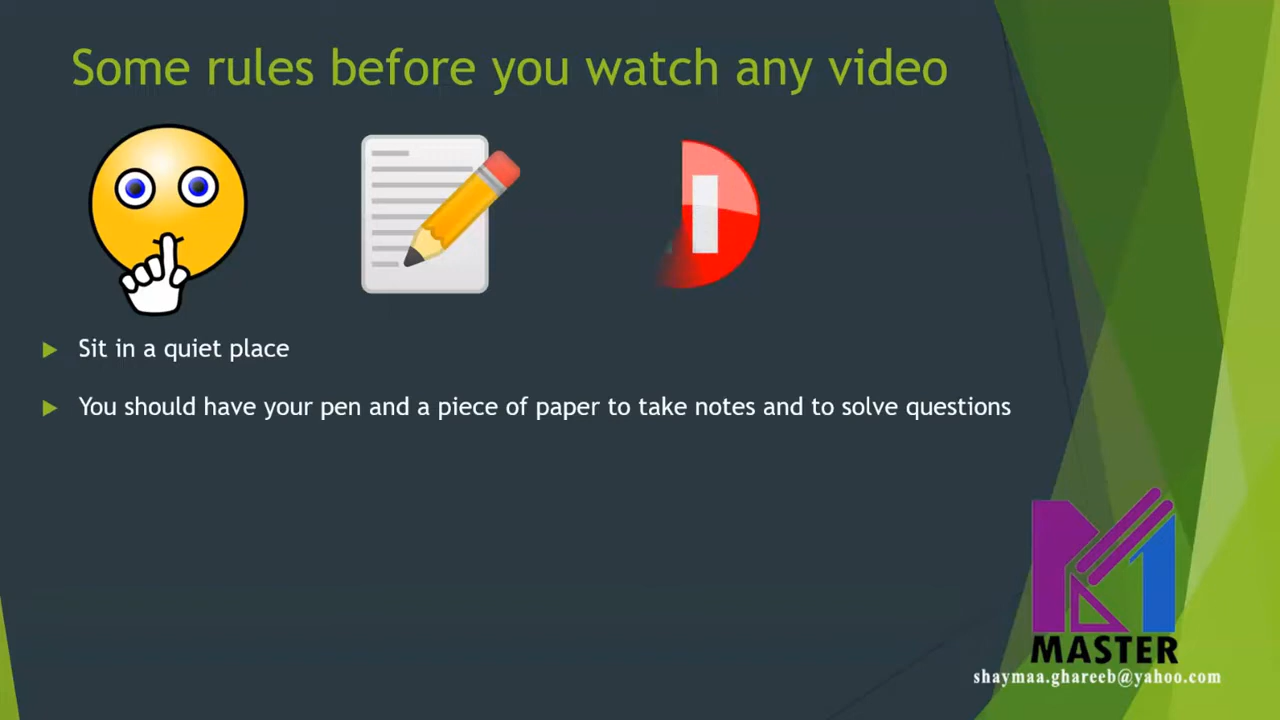 Some rules before you watch any video
Sit in a quiet place
You should have your pen and a piece of paper to take notes and to solve questions
M1
MASTER
shaymaa.ghareeb@yahoo.com